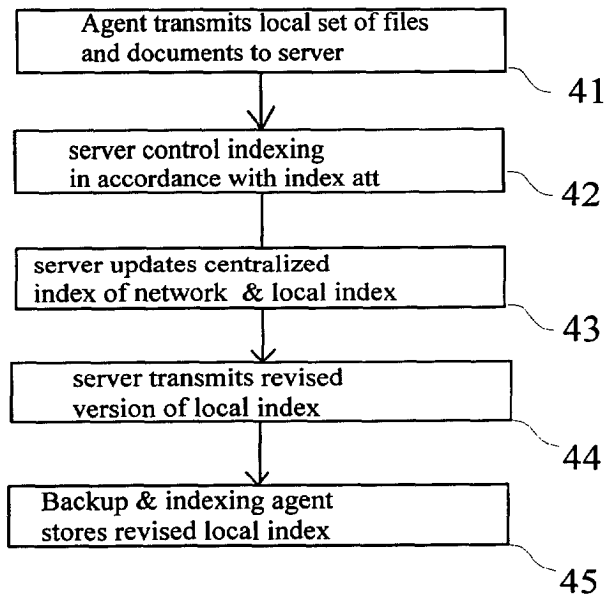 Agent transmits local set of files
and documents to server
41
server control indexing
in accordance with index att
42
server updates centralized
index of network & local index
43
server transmits revised
version of local index
44
Backup & indexing agent
stores revised local index
45